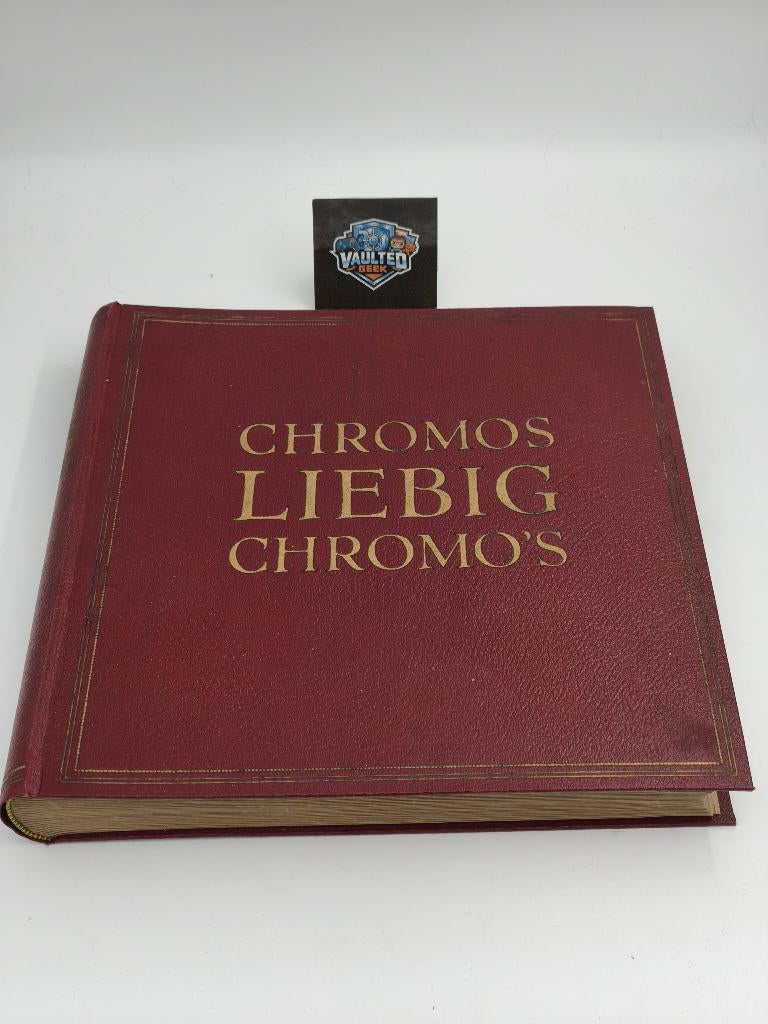 VAULTED
GEEK
CHROMOS
LIEBIG
CHROMO'S